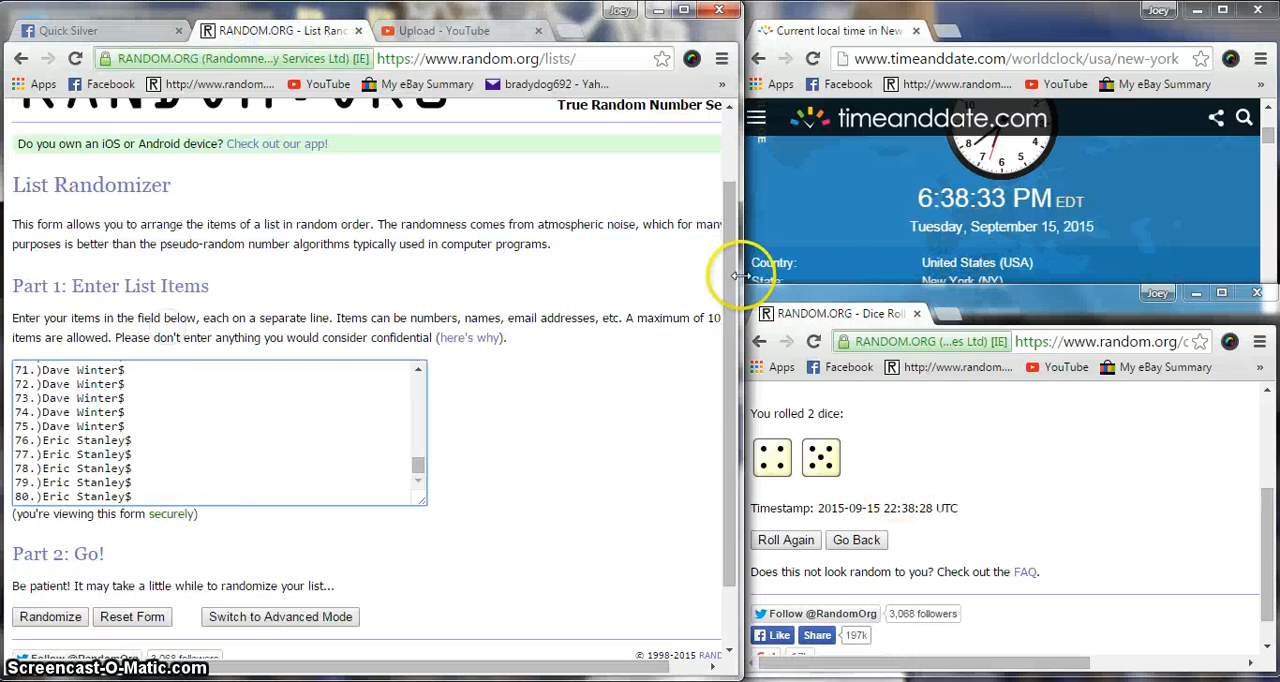 Joey
Quick Silver
RANDOM.ORG - List Ranc
Upload - YouTube
RANDOM.ORG (Randomne...y Services Ltd) [IE]
https://www.random.org/lists/
Apps
Facebook
http://www.random....
YouTube
My eBay Summary
bradydog692 - Yah...
»
RANDOM.ORG
True Random Number Se
Do you own an iOS or Android device? Check out our app!
List Randomizer
This form allows you to arrange the items of a list in random order. The randomness comes from atmospheric noise, which for many
purposes is better than the pseudo-random number algorithms typically used in computer programs.
Part 1: Enter List Items
Enter your items in the field below, each on a separate line. Items can be numbers, names, email addresses, etc. A maximum of 10
items are allowed. Please don't enter anything you would consider confidential (here's why).
71.)Dave Winter$
72.)Dave Winter$
73.)Dave Winter$
74.)Dave Winter$
75.)Dave Winter$
76.)Eric Stanley$
77.)Eric Stanley$
78.)Eric Stanley$
79.)Eric Stanley$
80.)Eric Stanley$
(you're viewing this form securely)
Part 2: Go!
Be patient! It may take a little while to randomize your list...
Randomize
Reset Form
Switch to Advanced Mode
© 1998-2015 RAND
Screencast-O-Matic.com
Joey
Current local time in New
www.timeanddate.com/worldclock/usa/new-york
Apps
Facebook
http://www.random....
YouTube
My eBay Summary
»
timeanddate.com
8
7
6
5
4
6:38:33 PM EDT
Tuesday, September 15, 2015
Country:
United States (USA)
State:
New York (NY)
Joey
RANDOM.ORG - Dice Roll
RANDOM.ORG (...es Ltd) [IE]
https://www.random.org/c
Apps
Facebook
http://www.random....
YouTube
My eBay Summary
»
You rolled 2 dice:
Timestamp: 2015-09-15 22:38:28 UTC
Roll Again
Go Back
Does this not look random to you? Check out the FAQ.
Follow @RandomOrg
3,068 followers
Like
Share
197k